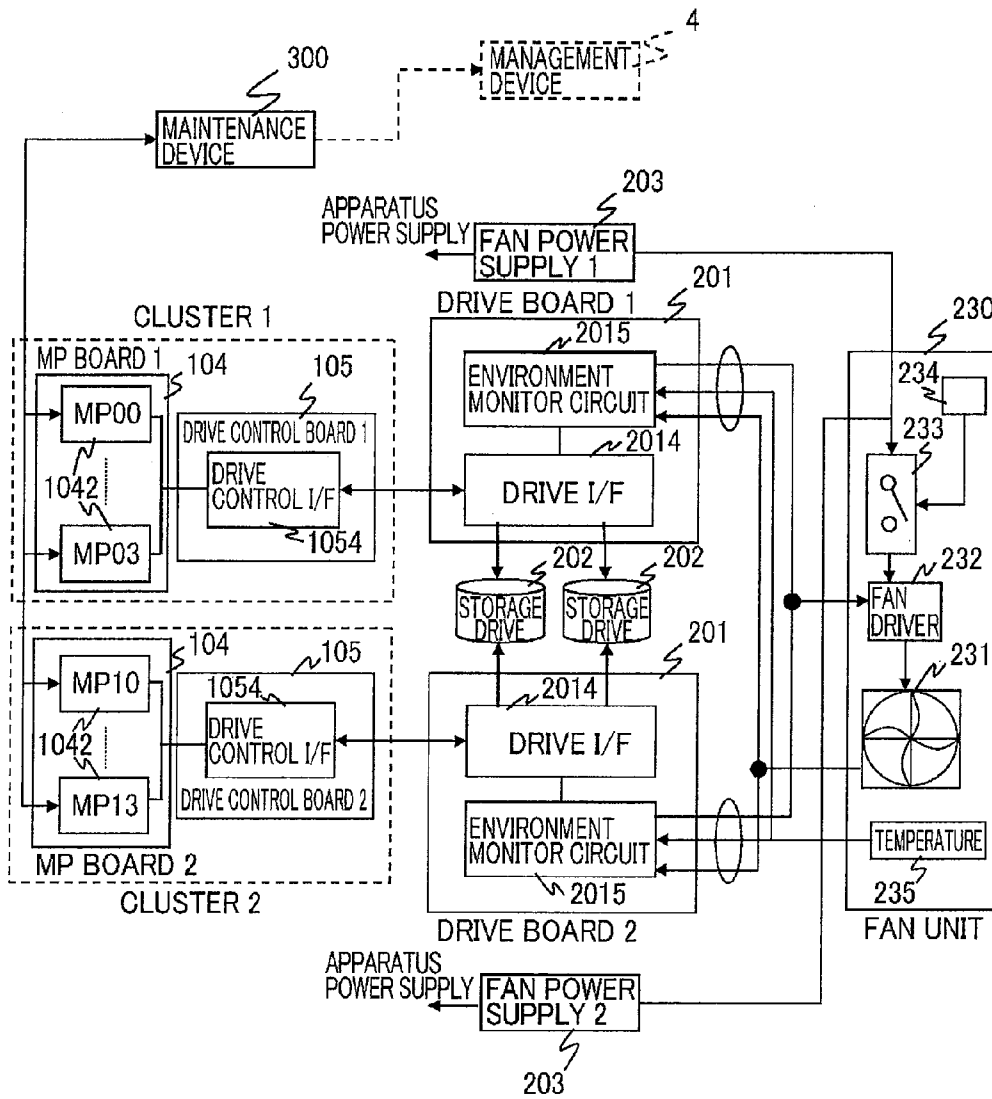 4
MANAGEMENT
DEVICE
300
MAINTENANCE
DEVICE
203
APPARATUS
POWER SUPPLY
FAN POWER
SUPPLY 1
DRIVE BOARD 1
201
CLUSTER 1
2015
230
MP BOARD 1
104
105
ENVIRONMENT
MONITOR CIRCUIT
234
MP00
DRIVE CONTROL BOARD 1
2014
233
1042
DRIVE
CONTROL I/F
DRIVE I/F
MP03
1054
202
202
232
STORAGE
DRIVE
STORAGE
DRIVE
FAN
DRIVER
104
105
201
231
MP10
1054
2014
1042
DRIVE
CONTROL I/F
DRIVE I/F
MP13
DRIVE CONTROL BOARD 2
ENVIRONMENT
MONITOR CIRCUIT
TEMPERATURE
MP BOARD 2
2015
235
CLUSTER 2
DRIVE BOARD 2
FAN UNIT
APPARATUS
POWER SUPPLY
FAN POWER
SUPPLY 2
203